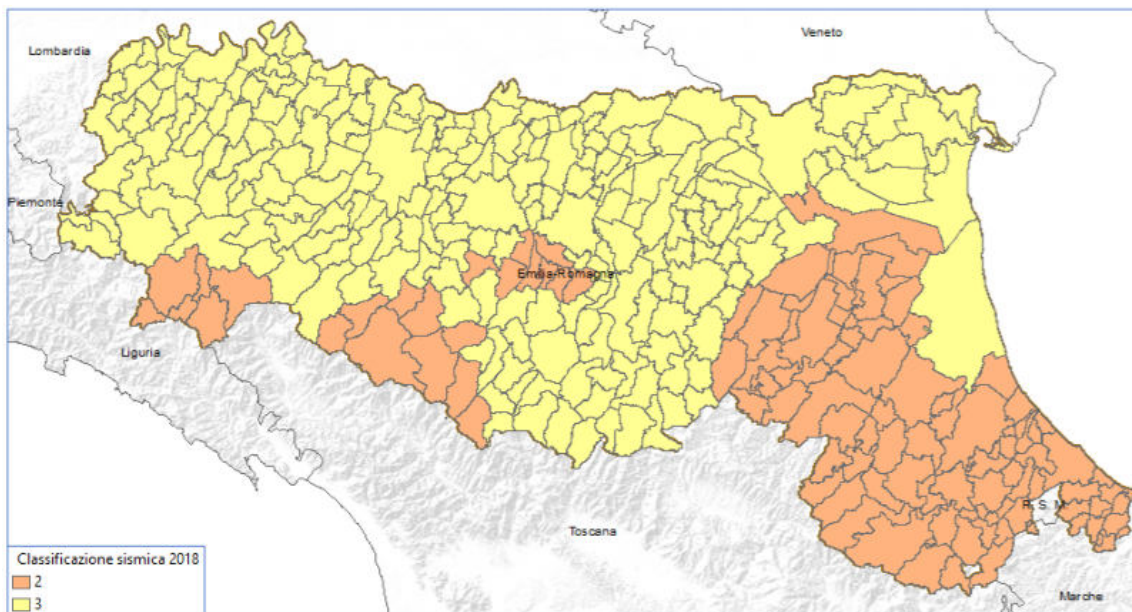 Lombardia
Veneto
Piemonte
Emilia-Romagna
Liguria
R. S. M.
Toscana
Marche
Classificazione sismica 2018
2
3